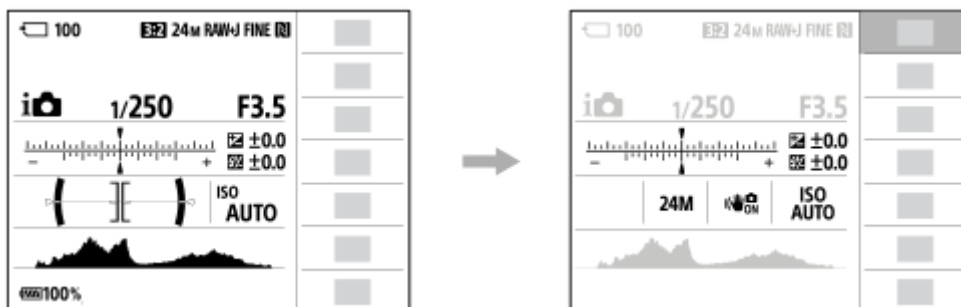 100 3:2 24M RAW+J FINE N
i 1/250 F3.5
±0.0
- + ±0.0
ISO
AUTO
100%
100 3:2 24M RAW+J FINE N
i 1/250 F3.5
±0.0
- + ±0.0
24M ON ISO
AUTO